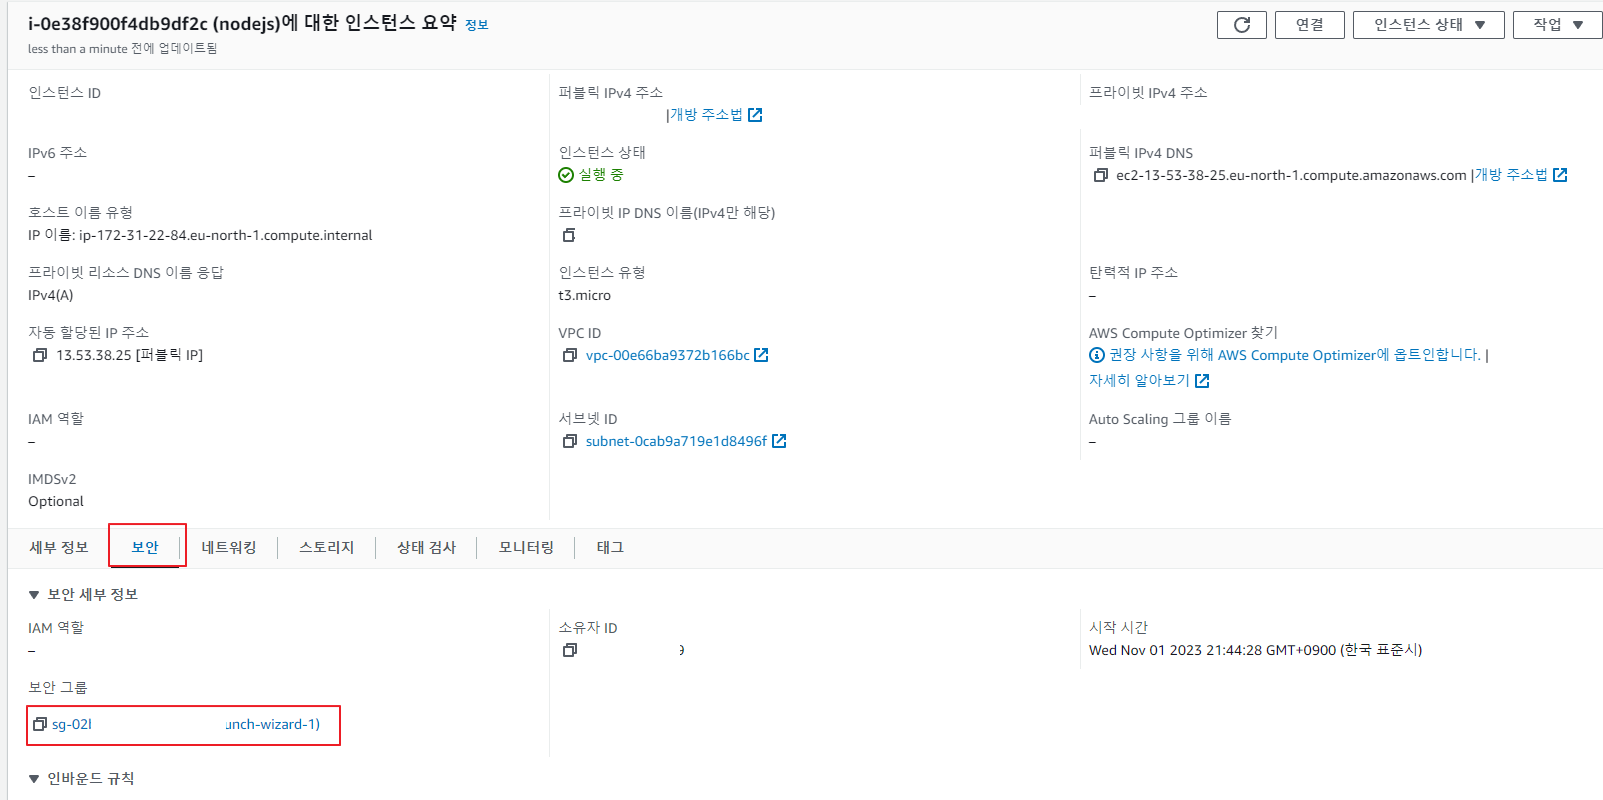 i-0e38f900f4db9df2c (nodejs)에 대한 인스턴스 요약 정보
less than a minute 전에 업데이트됨
연결
인스턴스 상태
작업
인스턴스 ID
퍼블릭 IPv4 주소
|개방 주소법
프라이빗 IPv4 주소
IPv6 주소
–
인스턴스 상태
실행 중
퍼블릭 IPv4 DNS
ec2-13-53-38-25.eu-north-1.compute.amazonaws.com |개방 주소법
호스트 이름 유형
IP 이름: ip-172-31-22-84.eu-north-1.compute.internal
프라이빗 IP DNS 이름(IPv4만 해당)
프라이빗 리소스 DNS 이름 응답
IPv4(A)
인스턴스 유형
t3.micro
탄력적 IP 주소
–
자동 할당된 IP 주소
13.53.38.25 [퍼블릭 IP]
VPC ID
vpc-00e66ba9372b166bc
AWS Compute Optimizer 찾기
권장 사항을 위해 AWS Compute Optimizer에 옵트인합니다. |
자세히 알아보기
IAM 역할
–
서브넷 ID
subnet-0cab9a719e1d8496f
Auto Scaling 그룹 이름
–
IMDSv2
Optional
세부 정보
보안
네트워킹
스토리지
상태 검사
모니터링
태그
▼ 보안 세부 정보
IAM 역할
–
소유자 ID
9
시작 시간
Wed Nov 01 2023 21:44:28 GMT+0900 (한국 표준시)
보안 그룹
sg-02 unch-wizard-1)
▼ 인바운드 규칙